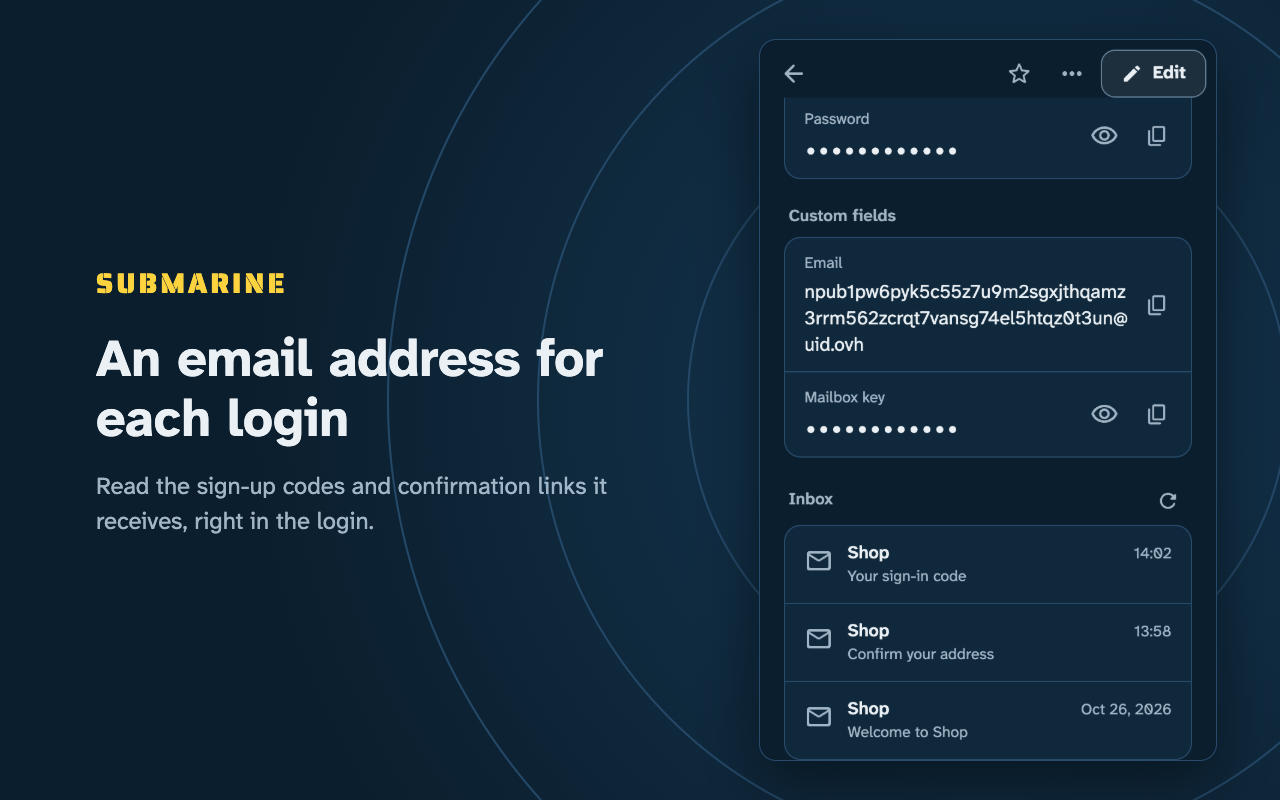 SUBMARINE
An email address for
each login
Read the sign-up codes and confirmation links it
receives, right in the login.
Edit
Password
Custom fields
Email
npub1pw6pyk5c55z7u9m2sgxjthqamz
3rrm562zcrqt7vansg74el5htqz0t3un@
uid.ovh
Mailbox key
Inbox
Shop 14:02
Your sign-in code
Shop 13:58
Confirm your address
Shop Oct 26, 2026
Welcome to Shop